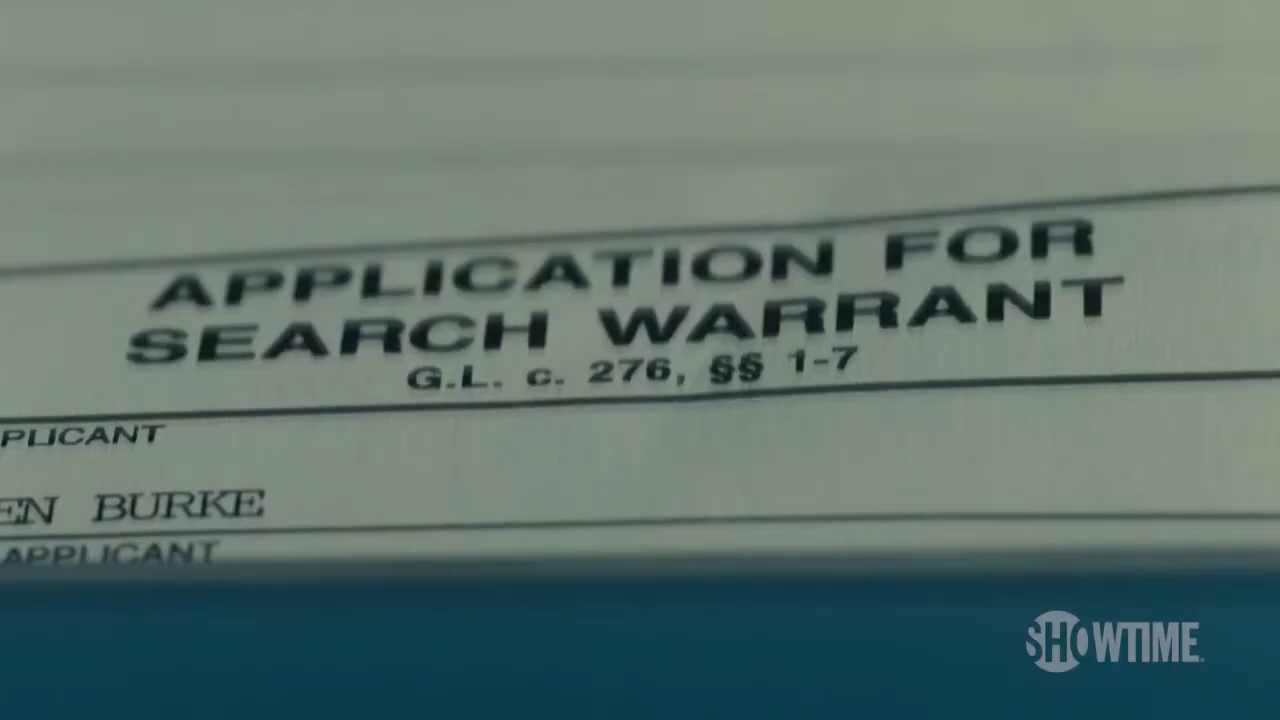 APPLICATION FOR
SEARCH WARRANT
G.L. c. 276, §§ 1-7
PLICANT
EN BURKE
APPLICANT
SHOWTIME